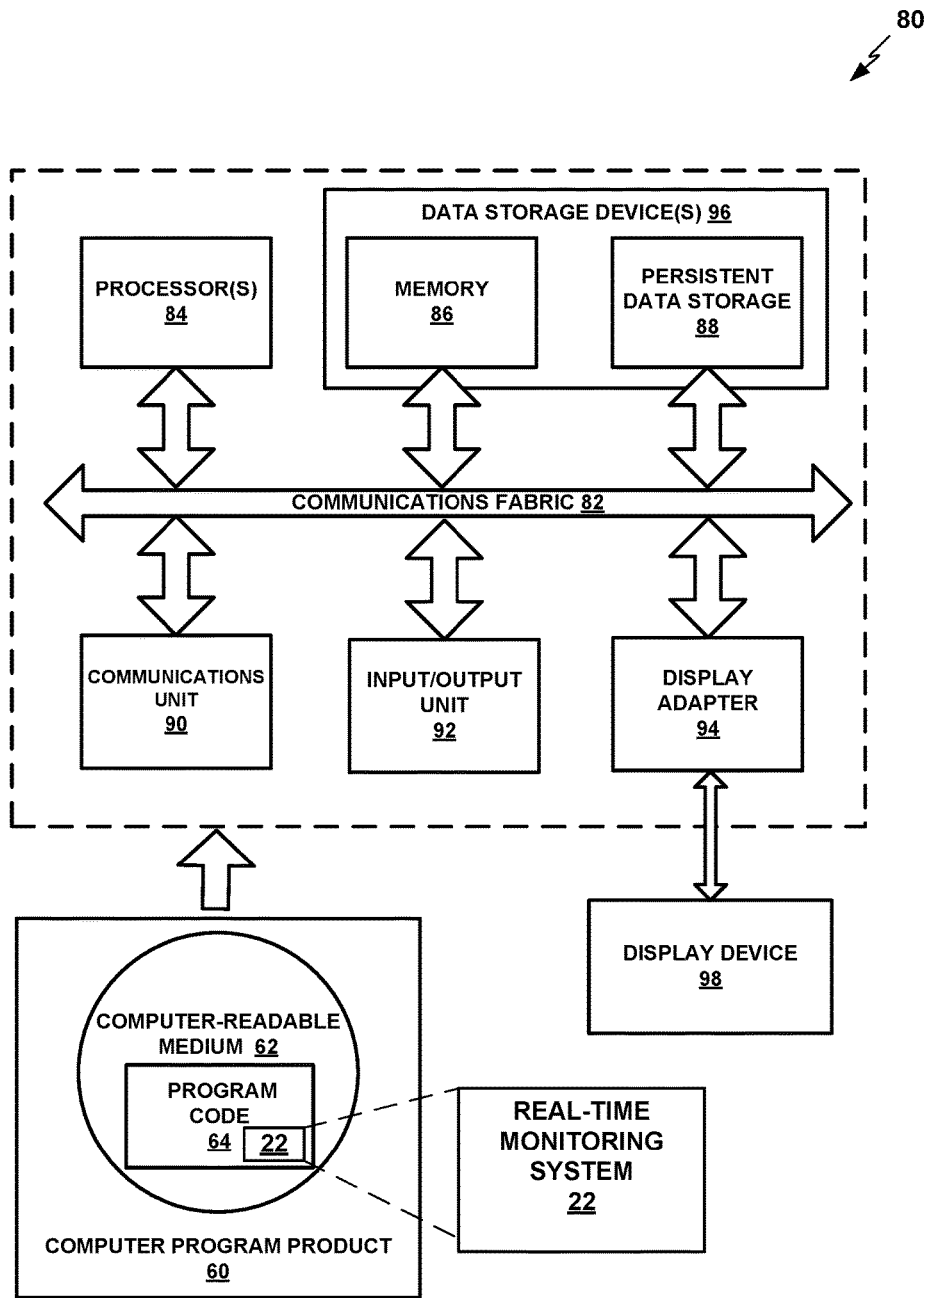 80
DATA STORAGE DEVICE(S) 96
PROCESSOR(S)
84
MEMORY
86
PERSISTENT
DATA STORAGE
88
COMMUNICATIONS FABRIC 82
COMMUNICATIONS
UNIT
90
INPUT/OUTPUT
UNIT
92
DISPLAY
ADAPTER
94
DISPLAY DEVICE
98
COMPUTER-READABLE
MEDIUM 62
PROGRAM
CODE
64
22
REAL-TIME
MONITORING
SYSTEM
22
COMPUTER PROGRAM PRODUCT
60